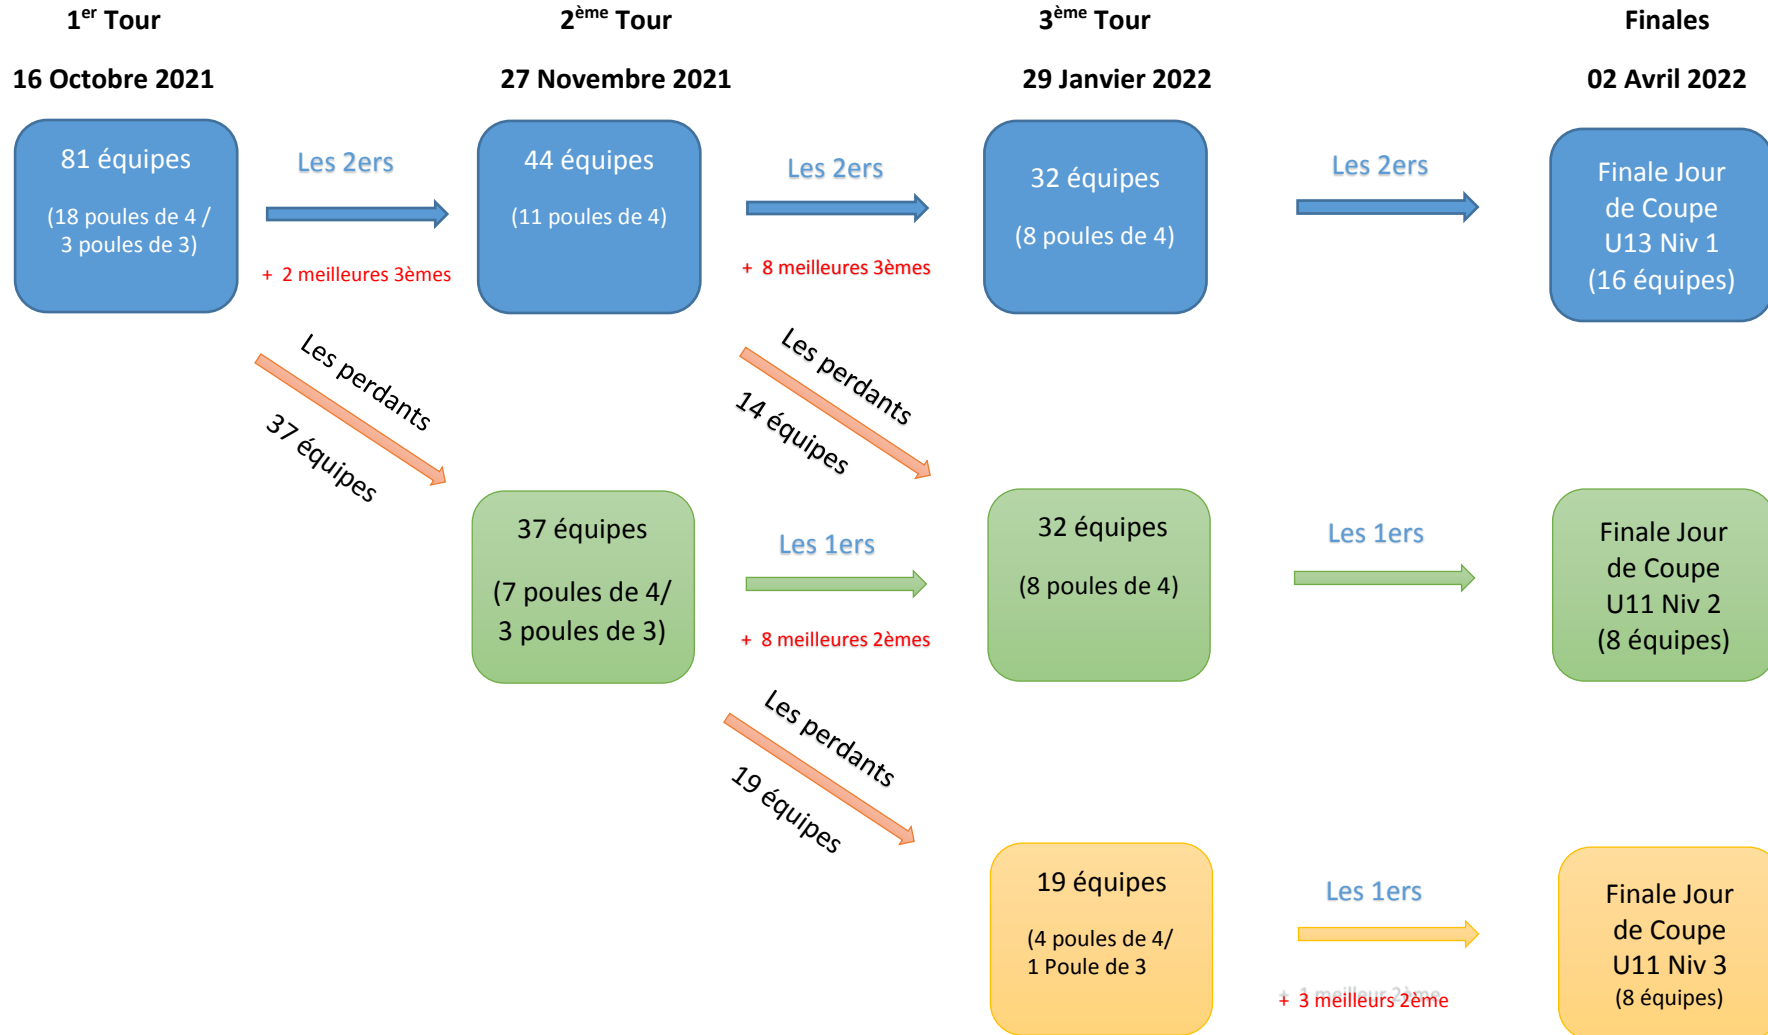 1er Tour
2ème Tour
3ème Tour
Finales
16 Octobre 2021
27 Novembre 2021
29 Janvier 2022
02 Avril 2022
81 équipes
(18 poules de 4 /
3 poules de 3)
Les 2ers
+ 2 meilleures 3èmes
44 équipes
(11 poules de 4)
Les 2ers
+ 8 meilleures 3èmes
32 équipes
(8 poules de 4)
Les 2ers
Finale Jour
de Coupe
U13 Niv 1
(16 équipes)
Les perdants
37 équipes
Les perdants
14 équipes
37 équipes
(7 poules de 4/
3 poules de 3)
Les 1ers
+ 8 meilleures 2èmes
32 équipes
(8 poules de 4)
Les 1ers
Finale Jour
de Coupe
U11 Niv 2
(8 équipes)
Les perdants
19 équipes
19 équipes
(4 poules de 4/
1 Poule de 3
Les 1ers
+ 3 meilleurs 2ème
Finale Jour
de Coupe
U11 Niv 3
(8 équipes)